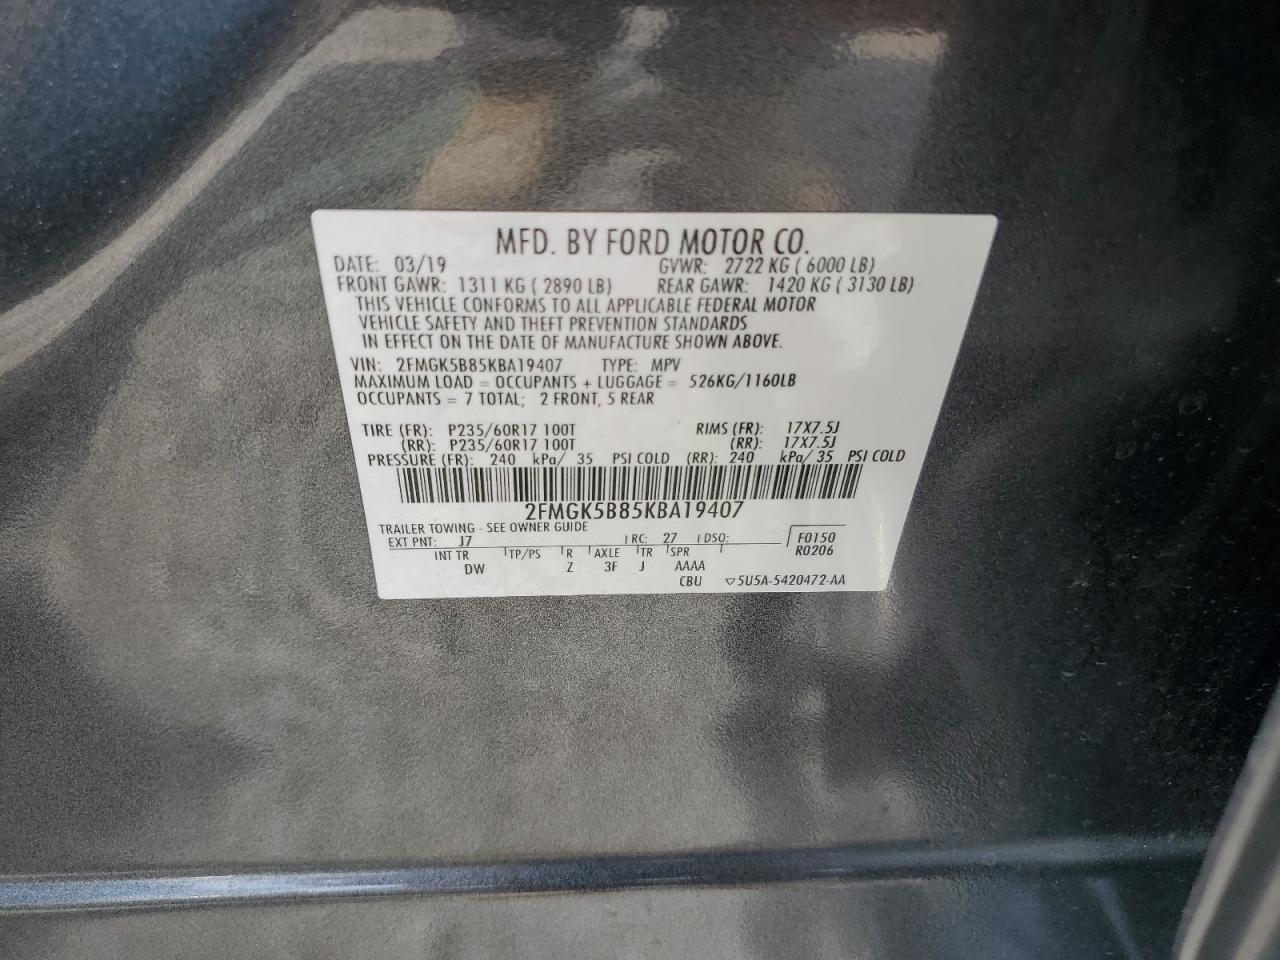 MFD. BY FORD MOTOR CO.
DATE: 03/19 GVWR: 2722 KG ( 6000 LB)
FRONT GAWR: 1311 KG ( 2890 LB) REAR GAWR: 1420 KG ( 3130 LB)
THIS VEHICLE CONFORMS TO ALL APPLICABLE FEDERAL MOTOR
VEHICLE SAFETY AND THEFT PREVENTION STANDARDS
IN EFFECT ON THE DATE OF MANUFACTURE SHOWN ABOVE.
VIN: 2FMGK5B85KBA19407 TYPE: MPV
MAXIMUM LOAD = OCCUPANTS + LUGGAGE = 526KG/1160LB
OCCUPANTS = 7 TOTAL; 2 FRONT, 5 REAR
TIRE (FR): P235/60R17 100T RIMS (FR): 17X7.5J
(RR): P235/60R17 100T (RR): 17X7.5J
PRESSURE (FR): 240 kPa/ 35 PSI COLD (RR): 240 kPa/ 35 PSI COLD
2FMGK5B85KBA19407
TRAILER TOWING - SEE OWNER GUIDE
EXT PNT: J7 RC: 27 DSO: F0150
INT TR TP/PS R AXLE TR SPR R0206
DW Z 3F J AAAA
CBU ▽5U5A-5420472-AA